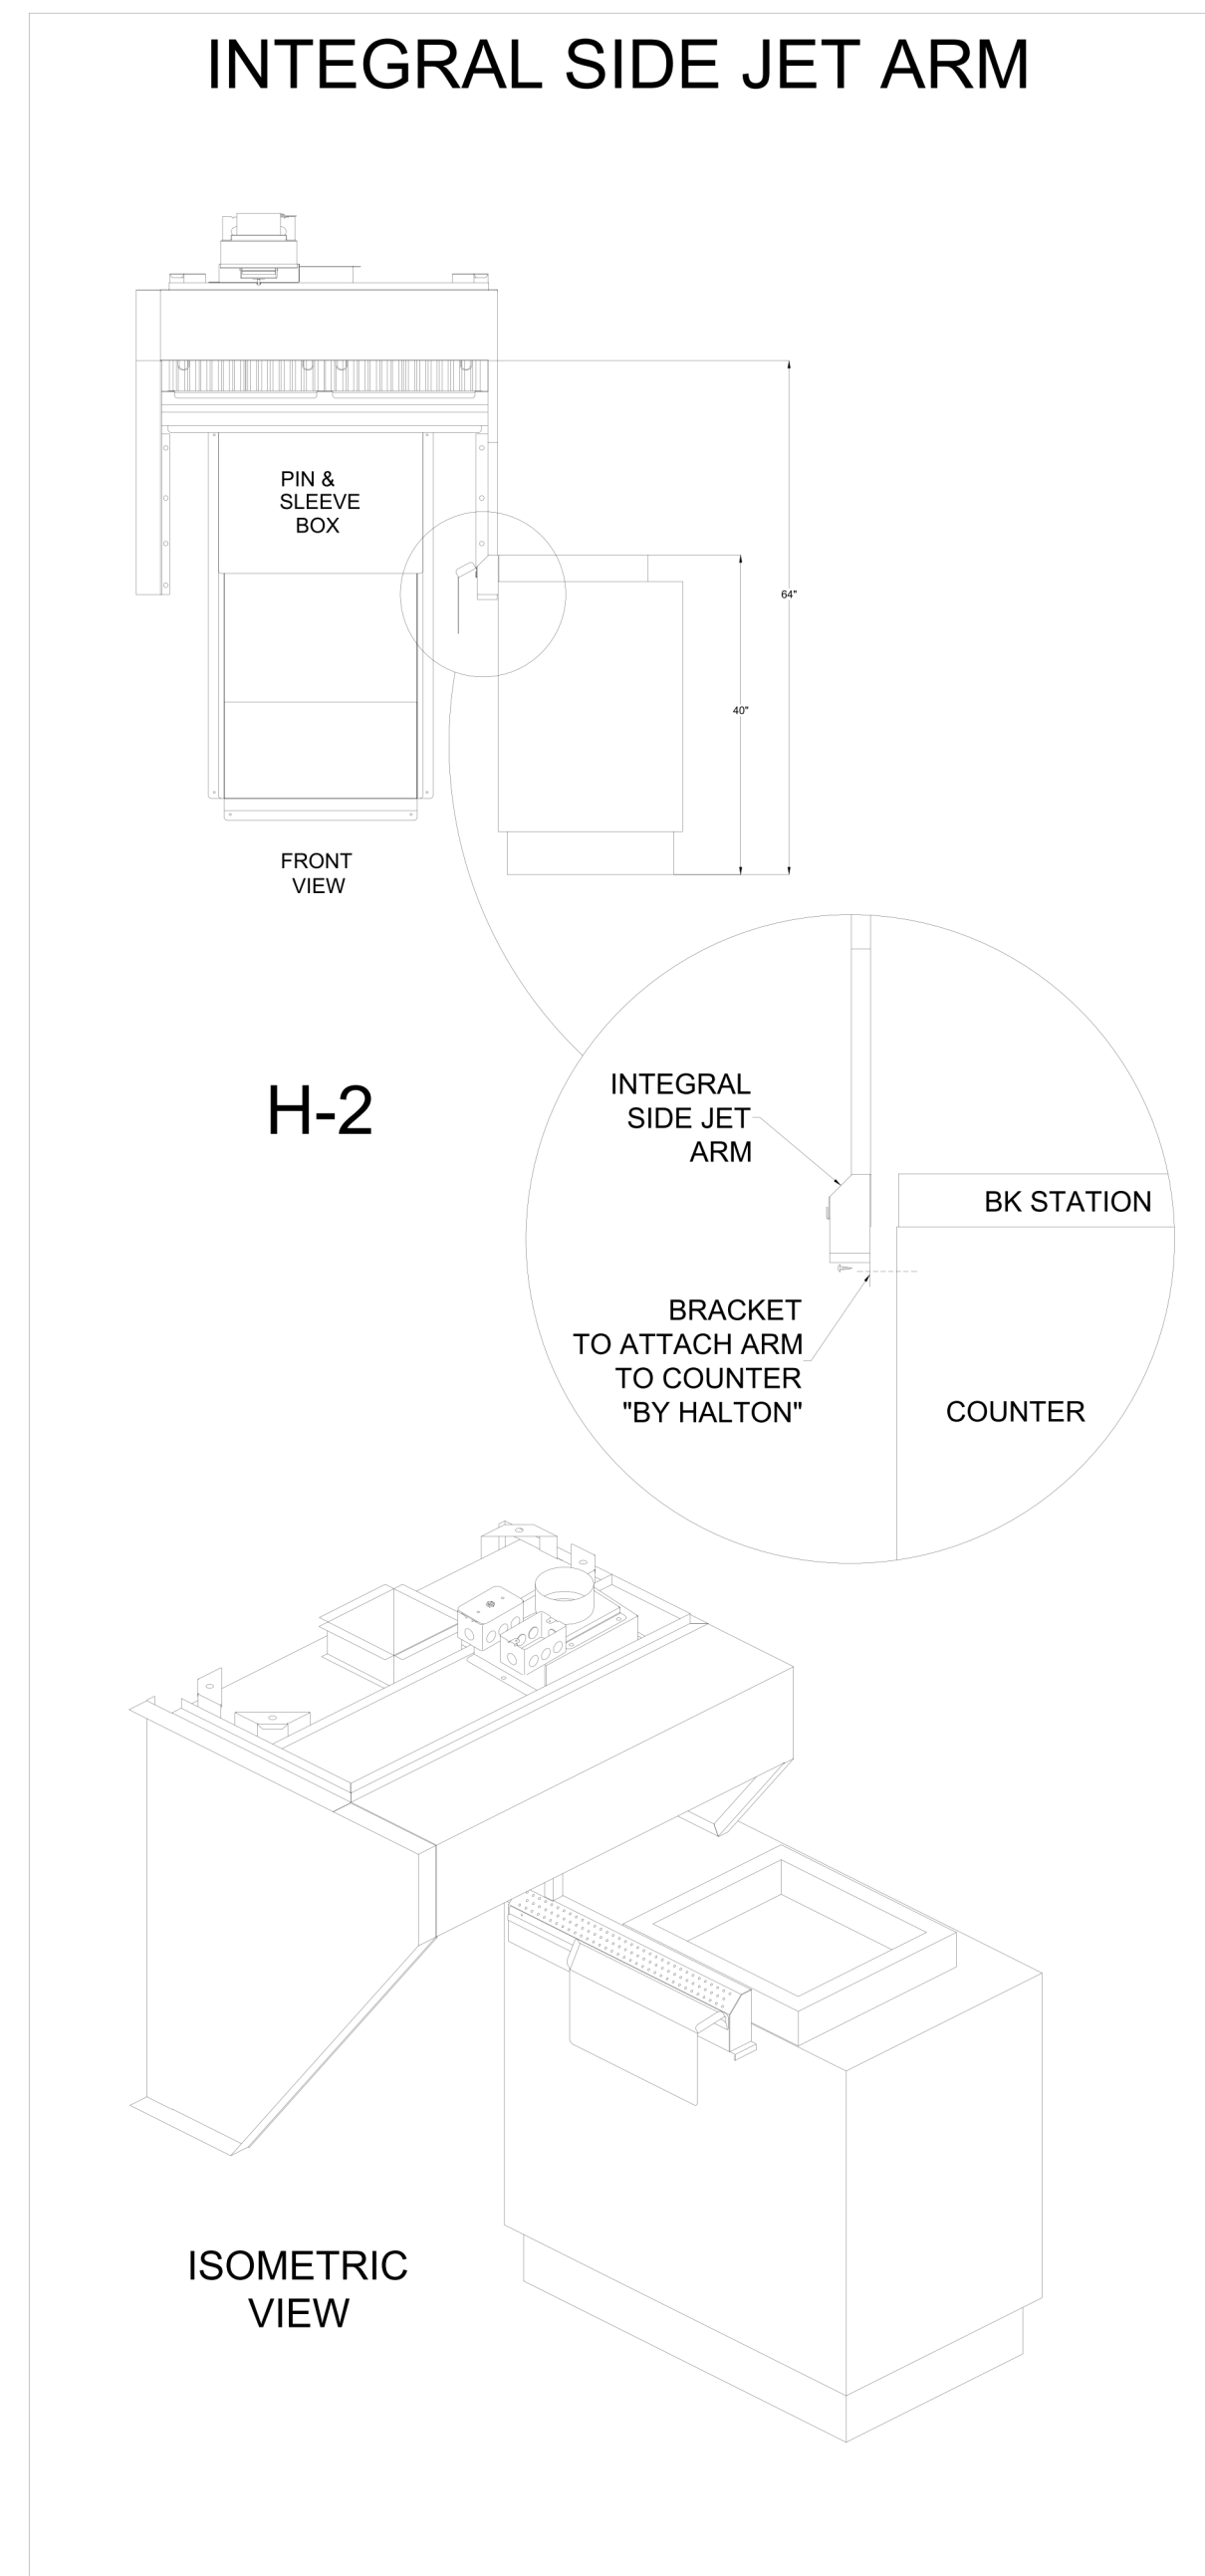 INTEGRAL SIDE JET ARM
PIN &
SLEEVE
BOX
64"
40"
FRONT
VIEW
H-2
INTEGRAL
SIDE JET
ARM
BK STATION
BRACKET
TO ATTACH ARM
TO COUNTER
"BY HALTON"
COUNTER
ISOMETRIC
VIEW